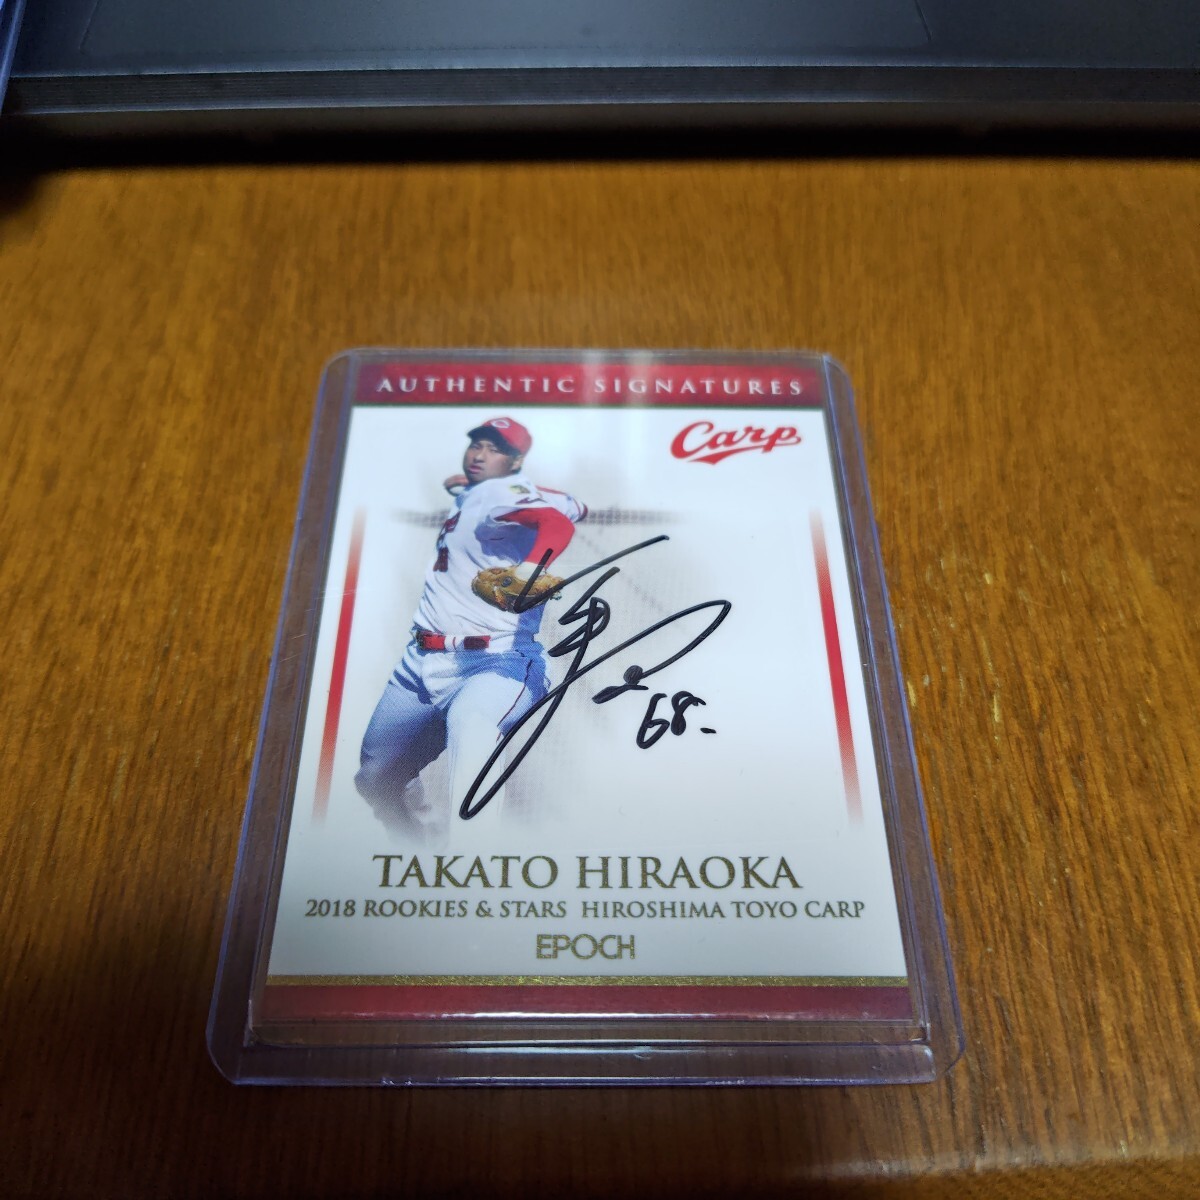 AUTHENTIC SIGNATURES
Carp
68.
TAKATO HIRAOKA
2018 ROOKIES & STARS HIROSHIMA TOYO CARP
EPOCH